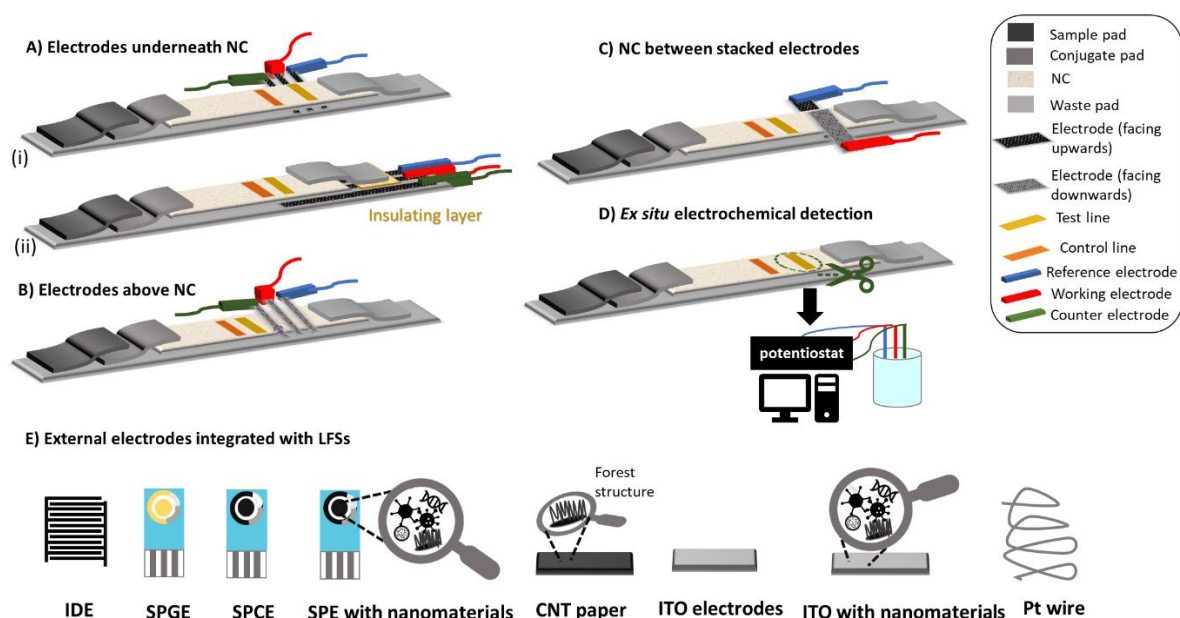 A) Electrodes underneath NC
(i)
Insulating layer
(ii)
B) Electrodes above NC
C) NC between stacked electrodes
D) Ex situ electrochemical detection
potentiostat
Sample pad
Conjugate pad
NC
Waste pad
Electrode (facing
upwards)
Electrode (facing
downwards)
Test line
Control line
Reference electrode
Working electrode
Counter electrode
E) External electrodes integrated with LFSs
Forest
structure
IDE
SPGE
SPCE
SPE with nanomaterials
CNT paper
ITO electrodes
ITO with nanomaterials
Pt wire